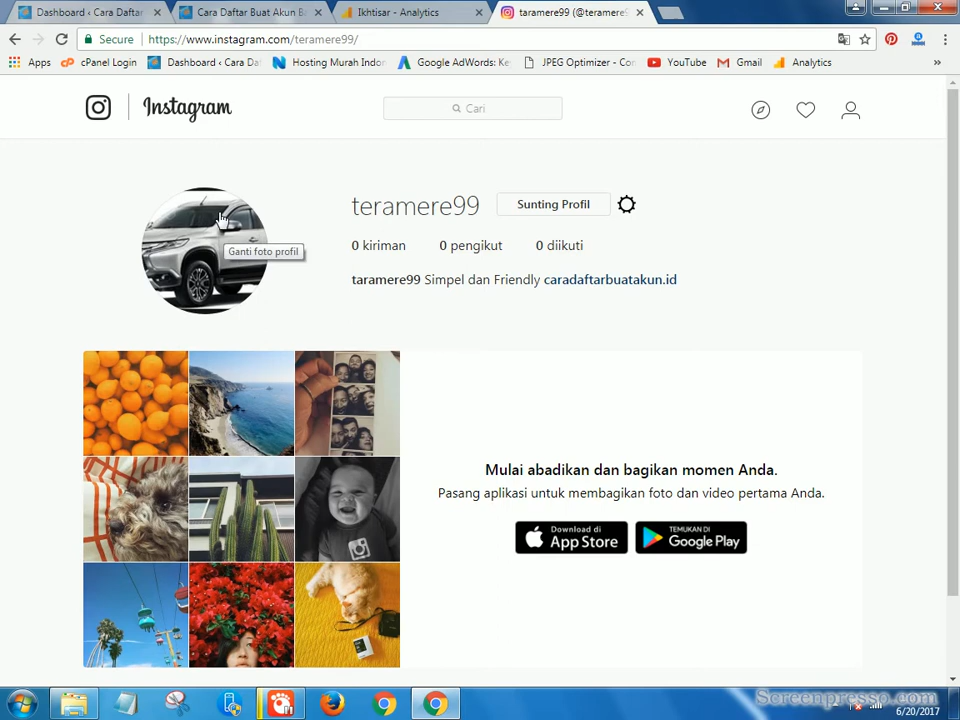 Dashboard ‹ Cara Daftar
Cara Daftar Buat Akun B
Ikhtisar - Analytics
taramere99 (@teramere
Secure
https://www.instagram.com/teramere99/
Apps
cPanel Login
Dashboard ‹ Cara Da
Hosting Murah Indon
Google AdWords: Ke
JPEG Optimizer - Co
YouTube
Gmail
Analytics
»
Instagram
Cari
teramere99
Sunting Profil
Ganti foto profil
0 kiriman
0 pengikut
0 diikuti
taramere99 Simpel dan Friendly caradaftarbuatakun.id
Mulai abadikan dan bagikan momen Anda.
Pasang aplikasi untuk membagikan foto dan video pertama Anda.
Download di
App Store
TEMUKAN DI
Google Play
Screenpresso.com
6/20/2017